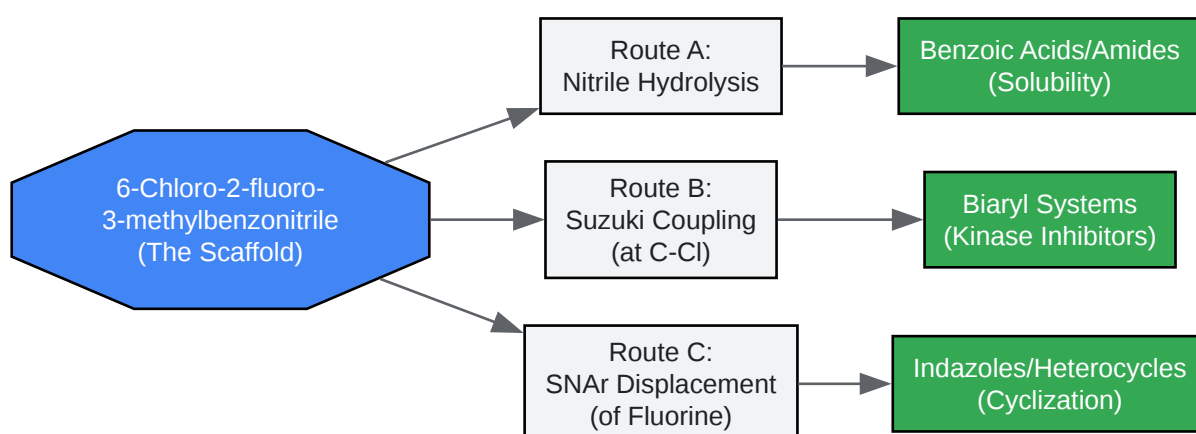 6-Chloro-2-fluoro-
3-methylbenzonitrile
(The Scaffold)
Route A:
Nitrile Hydrolysis
Benzoic Acids/Amides
(Solubility)
Route B:
Suzuki Coupling
(at C-Cl)
Biaryl Systems
(Kinase Inhibitors)
Route C:
SNAr Displacement
(of Fluorine)
Indazoles/Heterocycles
(Cyclization)